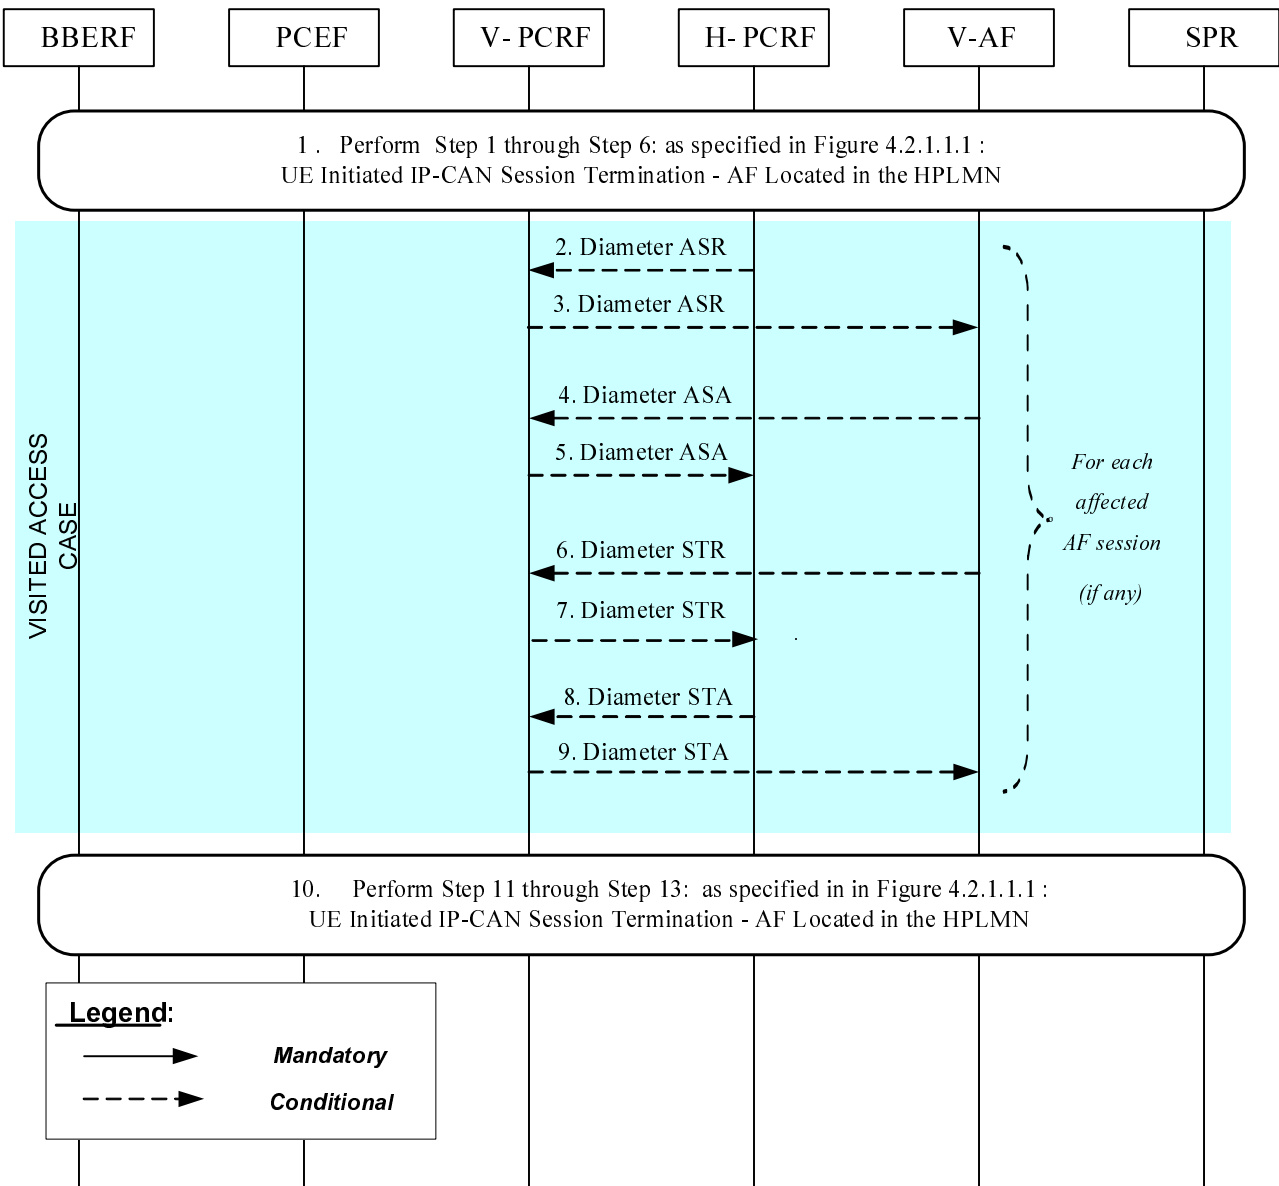 BBERF
PCEF
V- PCRF
H- PCRF
V-AF
SPR
1 . Perform Step 1 through Step 6: as specified in Figure 4.2.1.1.1 :
UE Initiated IP-CAN Session Termination - AF Located in the HPLMN
VISITED ACCESS
CASE
2. Diameter ASR
3. Diameter ASR
4. Diameter ASA
5. Diameter ASA
6. Diameter STR
7. Diameter STR
8. Diameter STA
9. Diameter STA
For each
affected
AF session
(if any)
10. Perform Step 11 through Step 13: as specified in in Figure 4.2.1.1.1 :
UE Initiated IP-CAN Session Termination - AF Located in the HPLMN
Legend:
Mandatory
Conditional